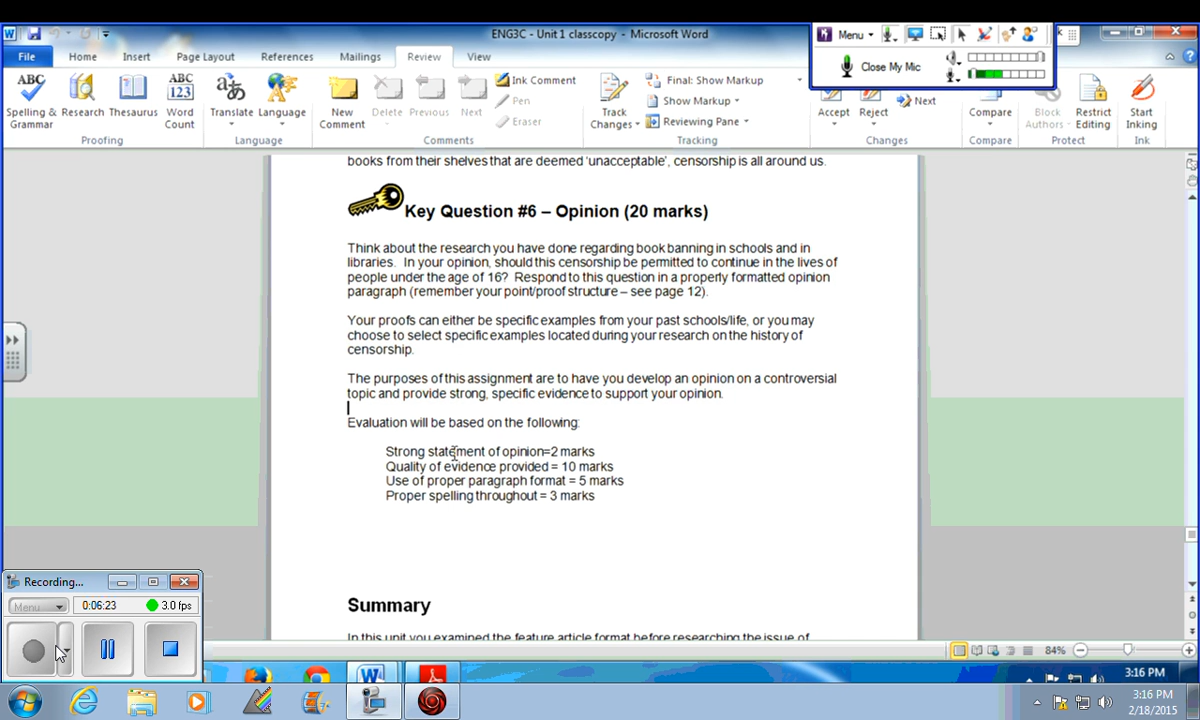 ENG3C - Unit 1 classcopy - Microsoft Word
Menu
Close My Mic
File Home Insert Page Layout References Mailings Review View
ABC
Spelling & Grammar
Research
Thesaurus
ABC
123
Word Count
Translate
Language
New Comment
Delete
Previous
Next
Ink Comment
Pen
Eraser
Track Changes
Final: Show Markup
Show Markup
Reviewing Pane
Accept
Reject
Next
Compare
Block Authors
Restrict Editing
Start Inking
Proofing Language Comments Tracking Changes Compare Protect Ink
books from their shelves that are deemed 'unacceptable', censorship is all around us.
Key Question #6 – Opinion (20 marks)
Think about the research you have done regarding book banning in schools and in
libraries. In your opinion, should this censorship be permitted to continue in the lives of
people under the age of 16? Respond to this question in a properly formatted opinion
paragraph (remember your point/proof structure – see page 12).
Your proofs can either be specific examples from your past schools/life, or you may
choose to select specific examples located during your research on the history of
censorship.
The purposes of this assignment are to have you develop an opinion on a controversial
topic and provide strong, specific evidence to support your opinion.
Evaluation will be based on the following:
Strong statement of opinion=2 marks
Quality of evidence provided = 10 marks
Use of proper paragraph format = 5 marks
Proper spelling throughout = 3 marks
Summary
In this unit you examined the feature article format before researching the issue of
Recording...
Menu
0:06:23
3.0 fps
84%
3:16 PM
3:16 PM
2/18/2015